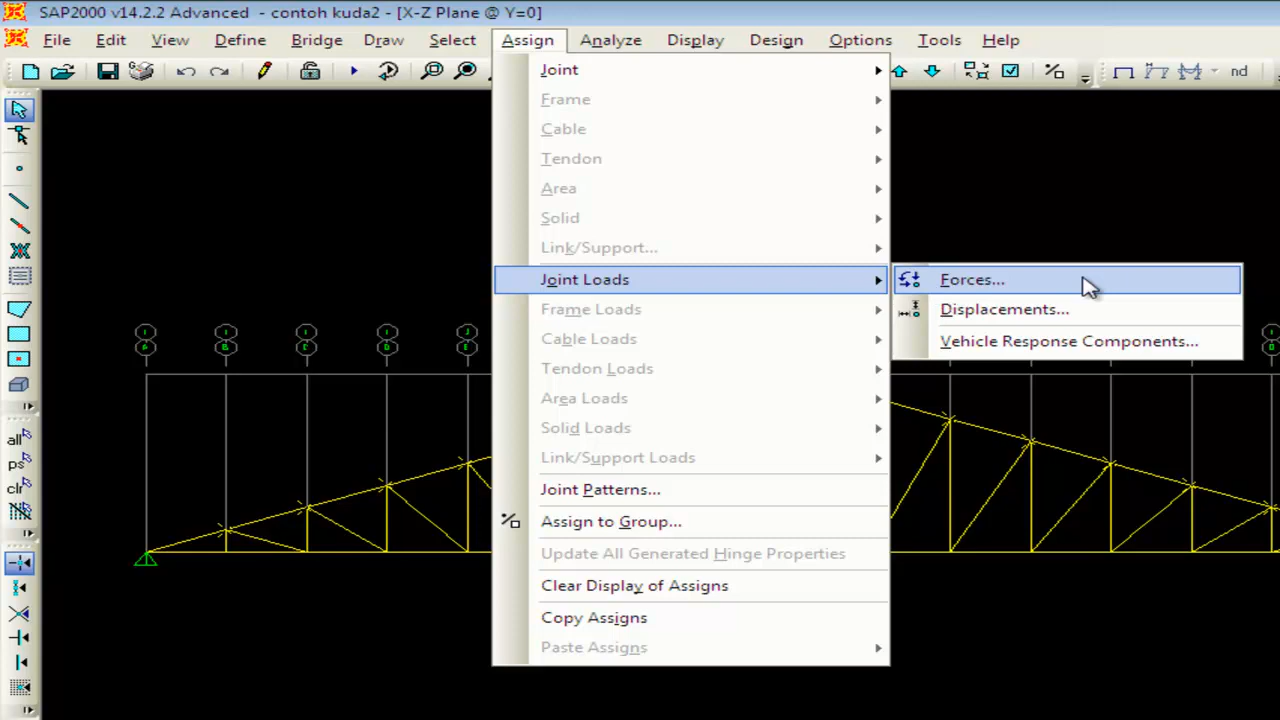 SAP2000 v14.2.2 Advanced - contoh kuda2 - [X-Z Plane @ Y=0]
File Edit View Define Bridge Draw Select Assign Analyze Display Design Options Tools Help
nd
Joint
Frame
Cable
Tendon
Area
Solid
Link/Support...
Joint Loads
Forces...
Displacements...
Vehicle Response Components...
Frame Loads
Cable Loads
Tendon Loads
Area Loads
Solid Loads
Link/Support Loads
Joint Patterns...
Assign to Group...
Update All Generated Hinge Properties
Clear Display of Assigns
Copy Assigns
Paste Assigns
all
ps
clr